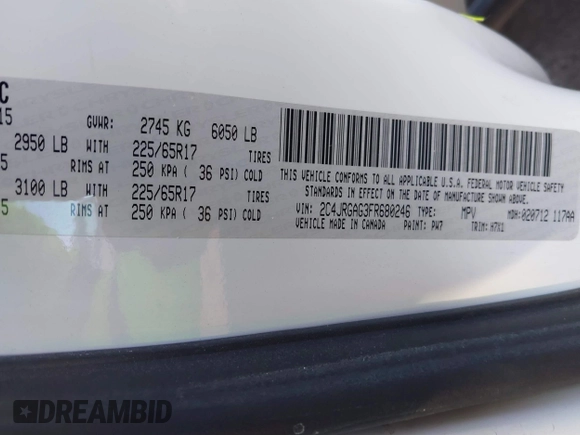 C
15
GVWR: 2745 KG 6050 LB
2950 LB WITH 225/65R17 TIRES
5 RIMS AT 250 KPA ( 36 PSI) COLD
3100 LB WITH 225/65R17 TIRES
5 RIMS AT 250 KPA ( 36 PSI) COLD
THIS VEHICLE CONFORMS TO ALL APPLICABLE U.S.A. FEDERAL MOTOR VEHICLE SAFETY
STANDARDS IN EFFECT ON THE DATE OF MANUFACTURE SHOWN ABOVE.
VIN: 2C4JRGAG3FR680246 TYPE: MPV MDH: 020712 117AA
VEHICLE MADE IN CANADA PAINT: PW7 TRIM: H7X1
DREAMBID